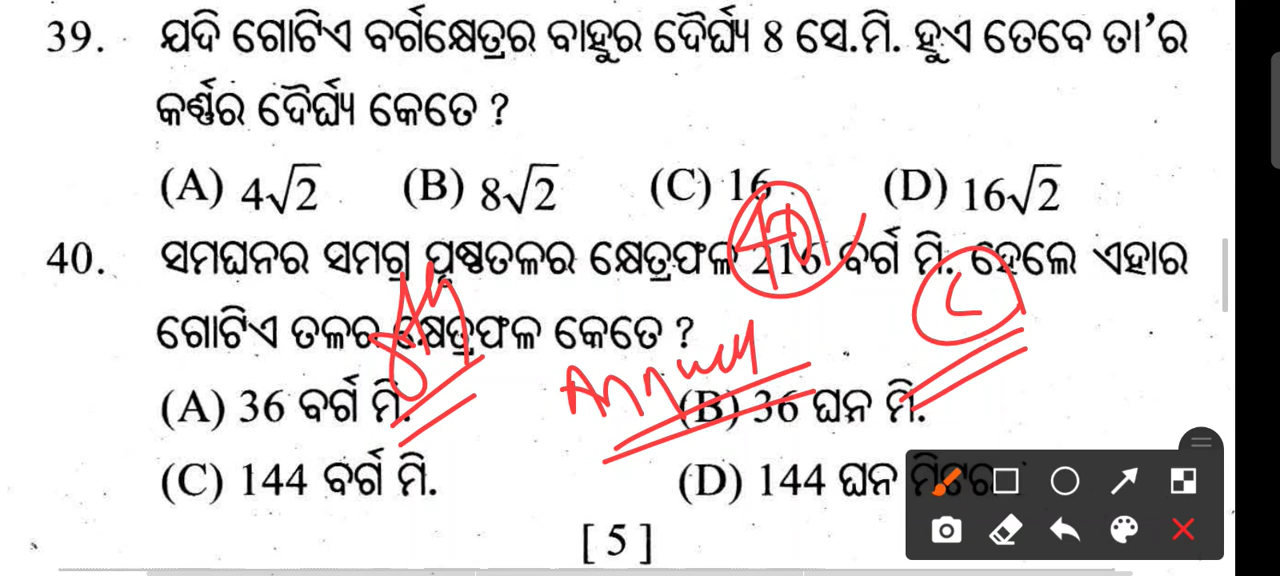 39. ଯଦି ଗୋଟିଏ ବର୍ଗକ୍ଷେତ୍ରର ବାହୁର ଦୈର୍ଘ୍ୟ 8 ସେ.ମି. ହୁଏ ତେବେ ତା'ର
କର୍ଣ୍ଣର ଦୈର୍ଘ୍ୟ କେତେ ?
(A) 4√2 (B) 8√2 (C) 16 (D) 16√2
40. ସମଘନର ସମଗ୍ର ପୃଷ୍ଠତଳର କ୍ଷେତ୍ରଫଳ 216 ବର୍ଗ ମି. ହେଲେ ଏହାର
ଗୋଟିଏ ତଳର କ୍ଷେତ୍ରଫଳ କେତେ ?
(A) 36 ବର୍ଗ ମି. (B) 36 ଘନ ମି.
(C) 144 ବର୍ଗ ମି. (D) 144 ଘନ
[ 5 ]